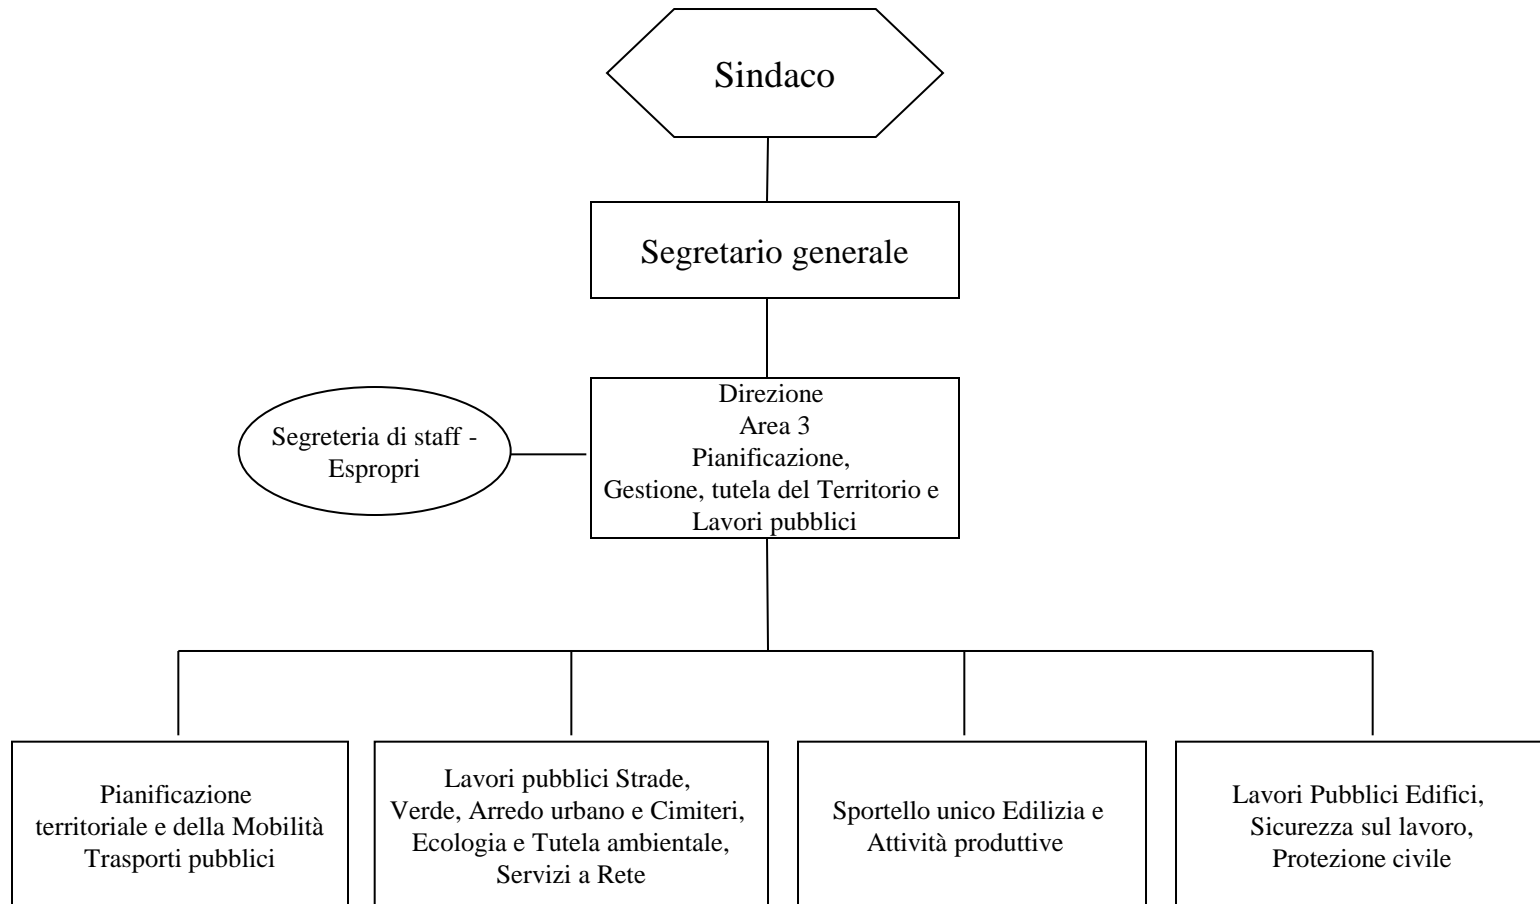 Sindaco
Segretario generale
Direzione
Area 3
Pianificazione,
Gestione, tutela del Territorio e
Lavori pubblici
Segreteria di staff -
Espropri
Pianificazione
territoriale e della Mobilità
Trasporti pubblici
Lavori pubblici Strade,
Verde, Arredo urbano e Cimiteri,
Ecologia e Tutela ambientale,
Servizi a Rete
Sportello unico Edilizia e
Attività produttive
Lavori Pubblici Edifici,
Sicurezza sul lavoro,
Protezione civile